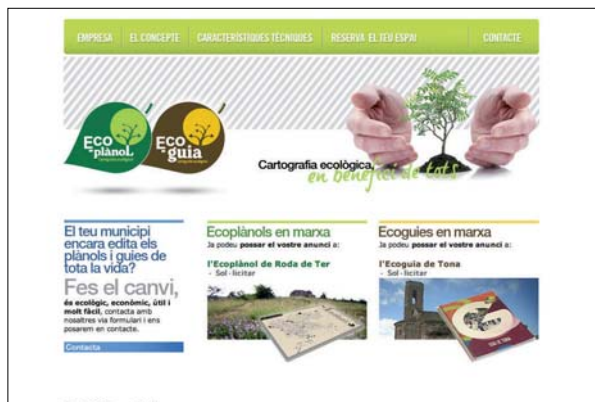 EMPRESA EL CONCEPTE CARACTERÍSTIQUES TÈCNIQUES RESERVA EL TEU ESPAI CONTACTE
ECO
plànol
ECO
guia
Cartografia ecològica,
en benefici de tots
El teu municipi
encara edita els
plànols i guies de
tota la vida?
Fes el canvi,
és ecològic, econòmic, útil i
molt fàcil, contacta amb
nosaltres via formulari i ens
posarem en contacte.
Contacta
Ecoplànols en marxa
Ja podeu possar el vostre anunci a:
l'Ecoplànol de Roda de Ter
- Sol·licitar
Ecoguies en marxa
Ja podeu possar el vostre anunci a:
l'Ecoguia de Tona
- Sol·licitar